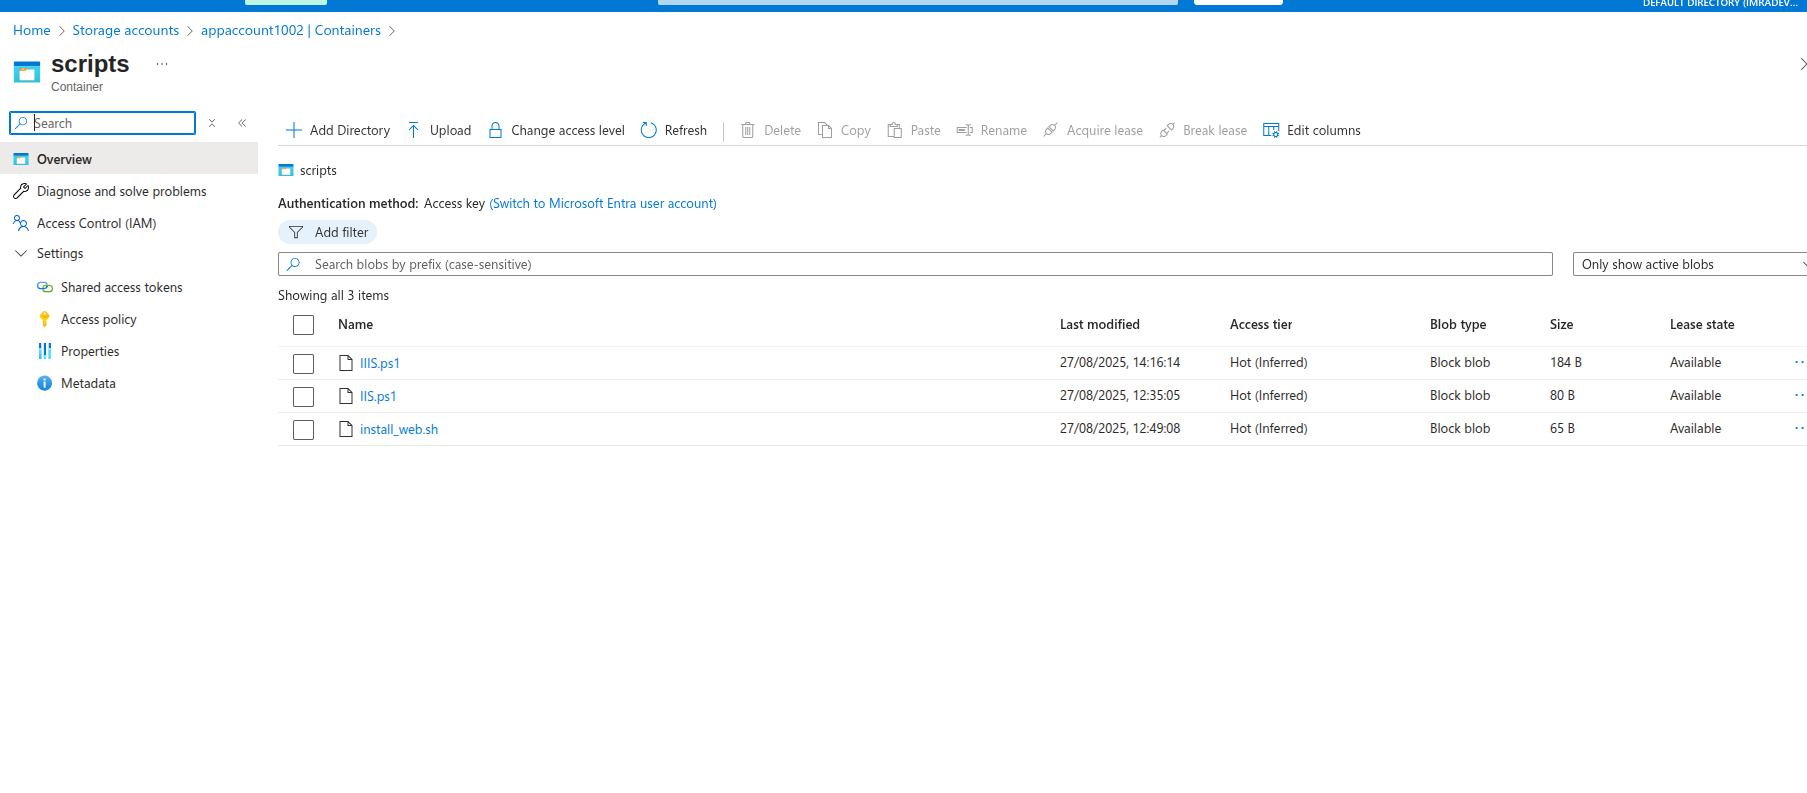 DEFAULT DIRECTORY (IMRADEV...
Home > Storage accounts > appaccount1002 | Containers >
scripts ...
Container
Search
Overview
Diagnose and solve problems
Access Control (IAM)
Settings
Shared access tokens
Access policy
Properties
Metadata
Add Directory Upload Change access level Refresh Delete Copy Paste Rename Acquire lease Break lease Edit columns
scripts
Authentication method: Access key (Switch to Microsoft Entra user account)
Add filter
Search blobs by prefix (case-sensitive) Only show active blobs
Showing all 3 items
Name Last modified Access tier Blob type Size Lease state
IIIS.ps1 27/08/2025, 14:16:14 Hot (Inferred) Block blob 184 B Available
IIS.ps1 27/08/2025, 12:35:05 Hot (Inferred) Block blob 80 B Available
install_web.sh 27/08/2025, 12:49:08 Hot (Inferred) Block blob 65 B Available